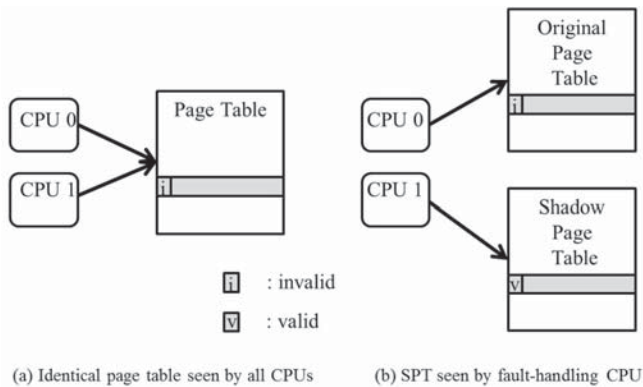 CPU 0
CPU 1
Page Table
i
i : invalid
v : valid
(a) Identical page table seen by all CPUs
Original
Page
Table
i
CPU 0
CPU 1
Shadow
Page
Table
v
(b) SPT seen by fault-handling CPU